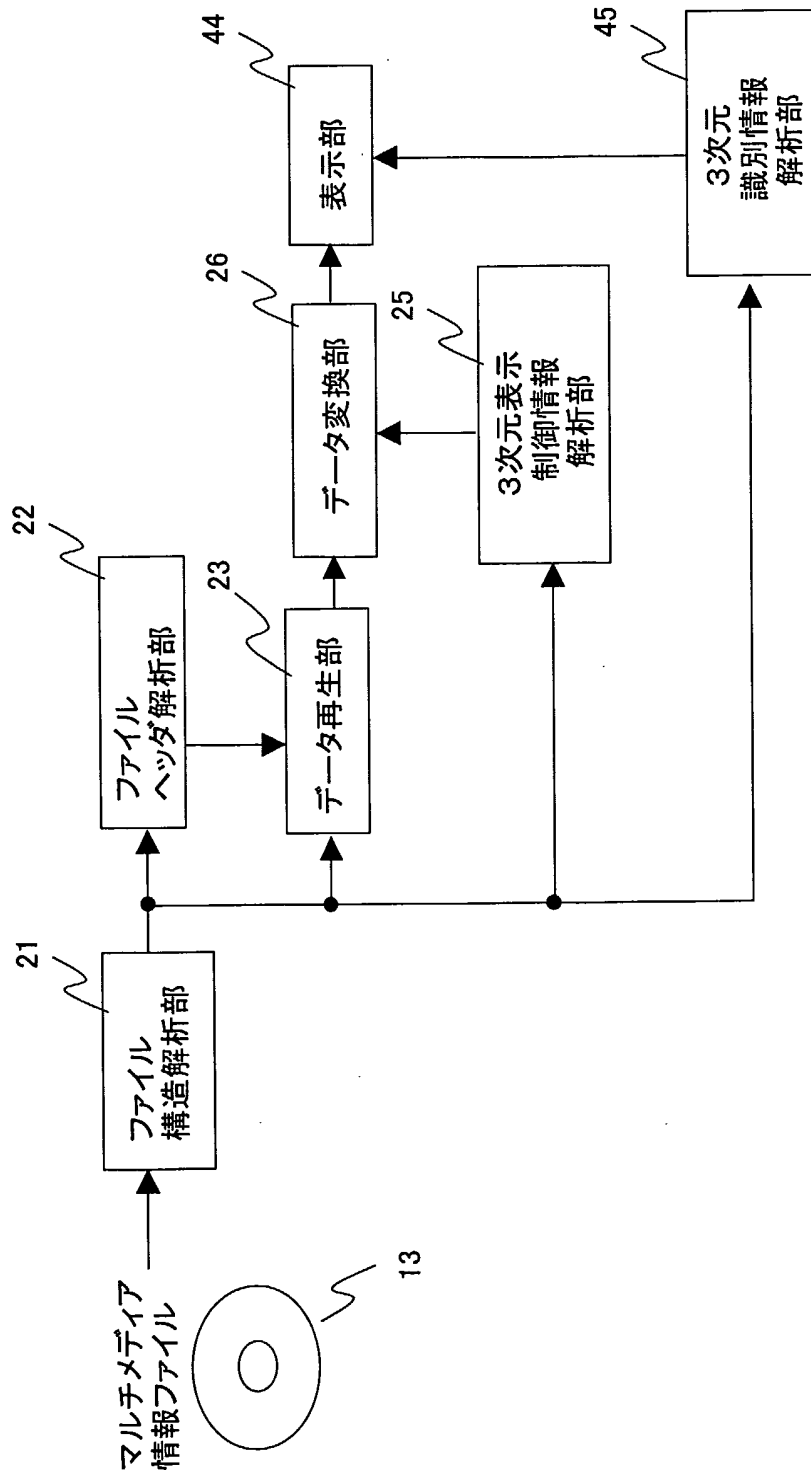 マルチメディア
情報ファイル
13
21
ファイル
構造解析部
22
ファイル
ヘッダ解析部
23
データ再生部
26
データ変換部
44
表示部
25
3次元表示
制御情報
解析部
45
3次元
識別情報
解析部